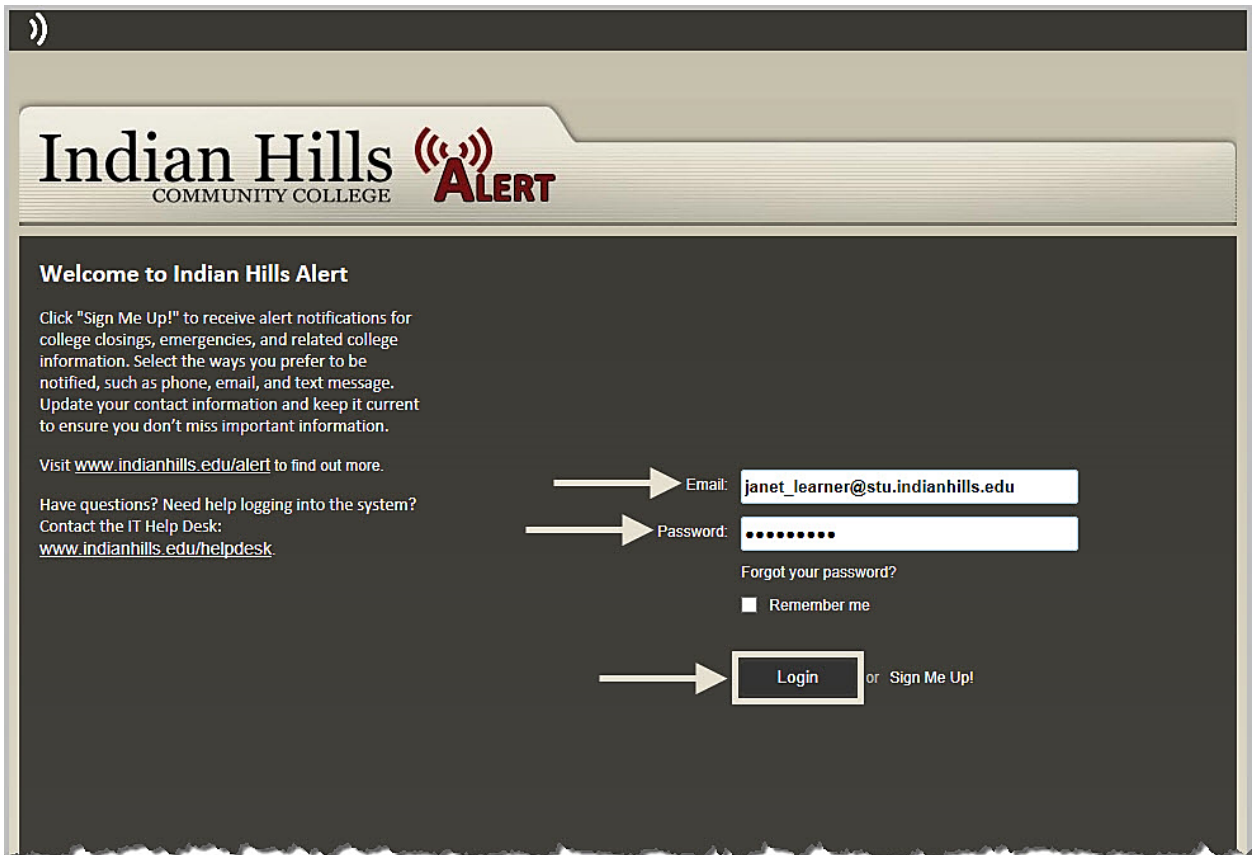 Indian Hills
COMMUNITY COLLEGE
ALERT
Welcome to Indian Hills Alert
Click "Sign Me Up!" to receive alert notifications for
college closings, emergencies, and related college
information. Select the ways you prefer to be
notified, such as phone, email, and text message.
Update your contact information and keep it current
to ensure you don’t miss important information.
Visit www.indianhills.edu/alert to find out more.
Have questions? Need help logging into the system?
Contact the IT Help Desk:
www.indianhills.edu/helpdesk.
Email: janet_learner@stu.indianhills.edu
Password: •••••••••
Forgot your password?
Remember me
Login or Sign Me Up!